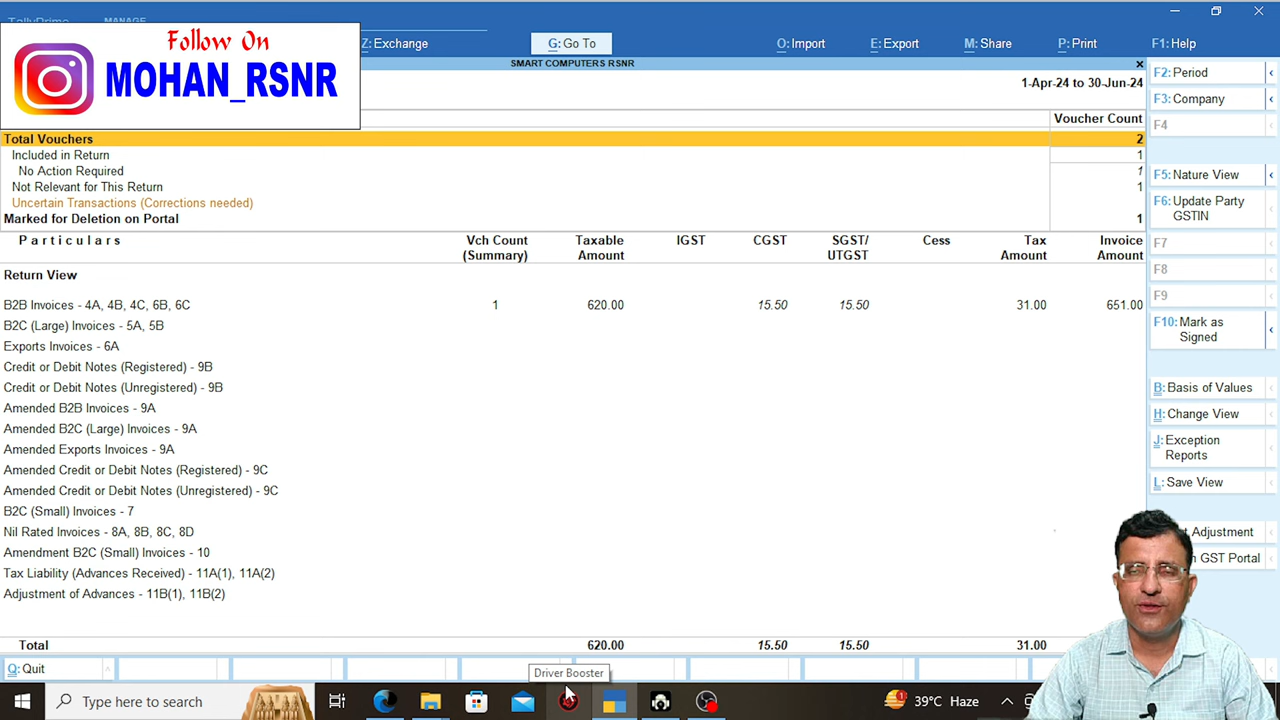 TallyPrime MANAGE
Follow On
MOHAN_RSNR
Z: Exchange G: Go To O: Import E: Export M: Share P: Print F1: Help
SMART COMPUTERS RSNR
1-Apr-24 to 30-Jun-24
Voucher Count
Total Vouchers 2
Included in Return 1
No Action Required 1
Not Relevant for This Return 1
Uncertain Transactions (Corrections needed)
Marked for Deletion on Portal 1
Particulars Vch Count (Summary) Taxable Amount IGST CGST SGST/ UTGST Cess Tax Amount Invoice Amount
Return View
B2B Invoices - 4A, 4B, 4C, 6B, 6C 1 620.00 15.50 15.50 31.00 651.00
B2C (Large) Invoices - 5A, 5B
Exports Invoices - 6A
Credit or Debit Notes (Registered) - 9B
Credit or Debit Notes (Unregistered) - 9B
Amended B2B Invoices - 9A
Amended B2C (Large) Invoices - 9A
Amended Exports Invoices - 9A
Amended Credit or Debit Notes (Registered) - 9C
Amended Credit or Debit Notes (Unregistered) - 9C
B2C (Small) Invoices - 7
Nil Rated Invoices - 8A, 8B, 8C, 8D
Amendment B2C (Small) Invoices - 10
Tax Liability (Advances Received) - 11A(1), 11A(2)
Adjustment of Advances - 11B(1), 11B(2)
Total 620.00 15.50 15.50 31.00
F2: Period
F3: Company
F4
F5: Nature View
F6: Update Party
GSTIN
F7
F8
F9
F10: Mark as
Signed
B: Basis of Values
H: Change View
J: Exception
Reports
L: Save View
Adjustment
GST Portal
Q: Quit
Driver Booster
Type here to search
39°C Haze